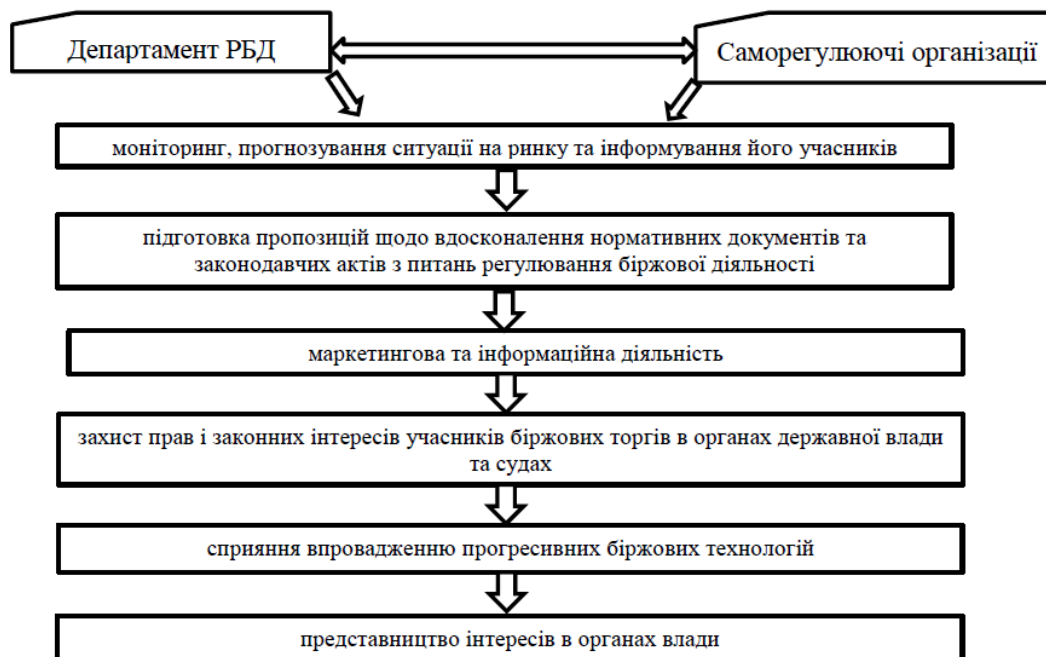 Департамент РБД
Саморегулюючі організації
моніторинг, прогнозування ситуації на ринку та інформування його учасників
підготовка пропозицій щодо вдосконалення нормативних документів та
законодавчих актів з питань регулювання біржової діяльності
маркетингова та інформаційна діяльність
захист прав і законних інтересів учасників біржових торгів в органах державної влади
та судах
сприяння впровадженню прогресивних біржових технологій
представництво інтересів в органах влади